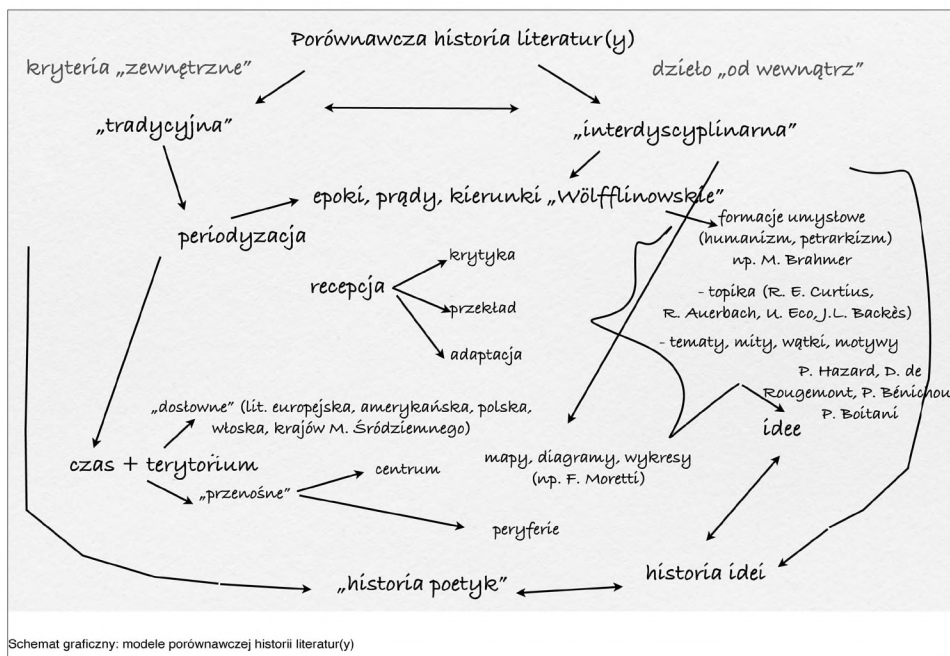 Porównawcza historia literatur(y)
kryteria „zewnętrzne”
dzieło „od wewnątrz”
„tradycyjna”
„interdyscyplinarna”
epoki, prądy, kierunki „Wölfflinowskie”
periodyzacja
formacje umysłowe
(humanizm, petrarkizm)
np. M. Brahmer
recepcja
krytyka
przekład
adaptacja
- topika (R. E. Curtius,
R. Auerbach, U. Eco, J.L. Backès)
- tematy, mity, wątki, motywy
P. Hazard, D. de
Rougemont, P. Bénichou
P. Boitani
„dosłowne” (lit. europejska, amerykańska, polska,
włoska, krajów M. Śródziemnego)
idee
czas + terytorium
centrum
mapy, diagramy, wykresy
(np. F. Moretti)
„przenośne”
peryferie
„historia poetyk”
historia idei
Schemat graficzny: modele porównawczej historii literatur(y)